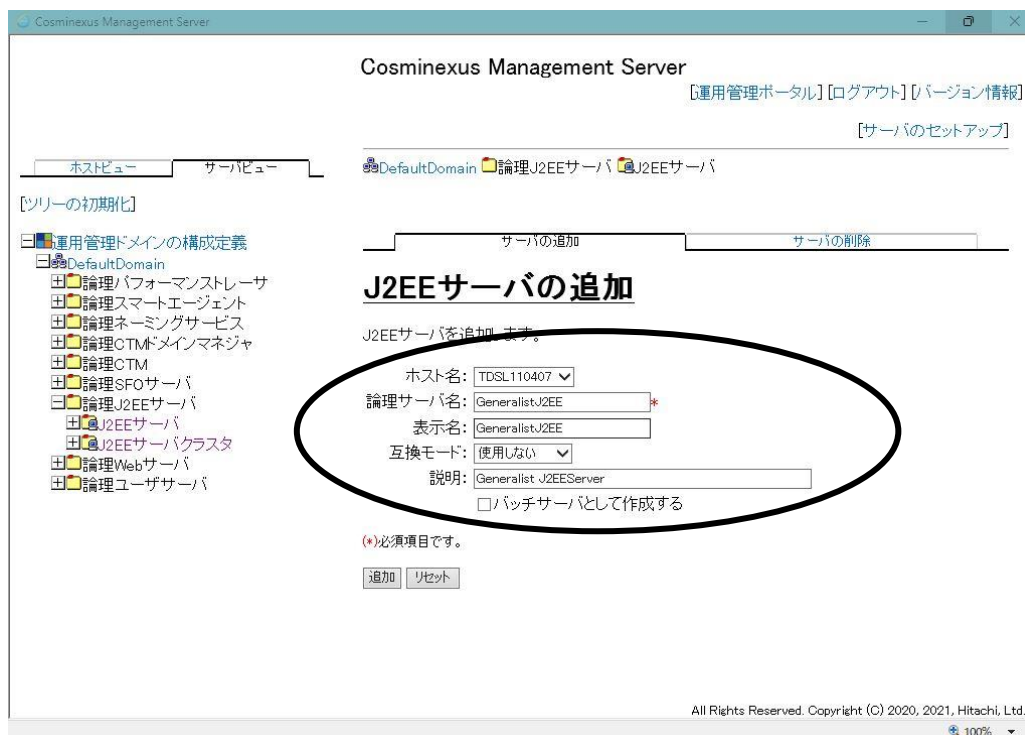 Cosminexus Management Server
Cosminexus Management Server
[運用管理ポータル] [ログアウト] [バージョン情報]
[サーバのセットアップ]
ホストビュー サーバビュー
DefaultDomain 論理J2EEサーバ J2EEサーバ
[ツリーの初期化]
運用管理ドメインの構成定義
DefaultDomain
論理パフォーマンストレーサ
論理スマートエージェント
論理ネーミングサービス
論理CTMドメインマネジャ
論理CTM
論理SFOサーバ
論理J2EEサーバ
J2EEサーバ
J2EEサーバクラスタ
論理Webサーバ
論理ユーザサーバ
サーバの追加 サーバの削除
J2EEサーバの追加
J2EEサーバを追加します。
ホスト名: TDSL110407
論理サーバ名: GeneralistJ2EE *
表示名: GeneralistJ2EE
互換モード: 使用しない
説明: Generalist J2EEServer
バッチサーバとして作成する
(*)必須項目です。
追加 リセット
All Rights Reserved. Copyright (C) 2020, 2021, Hitachi, Ltd.
100%